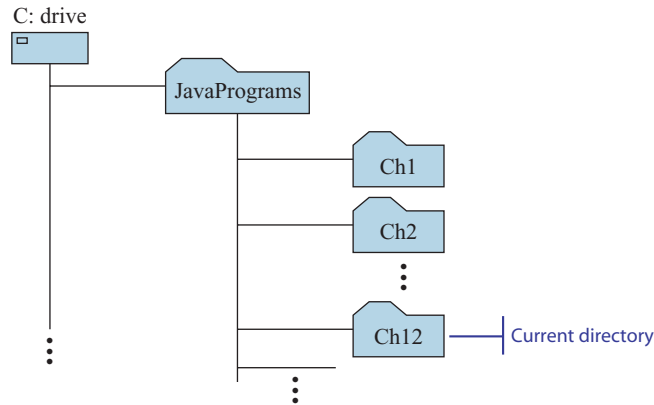 C: drive
JavaPrograms
Ch1
Ch2
Ch12
Current directory